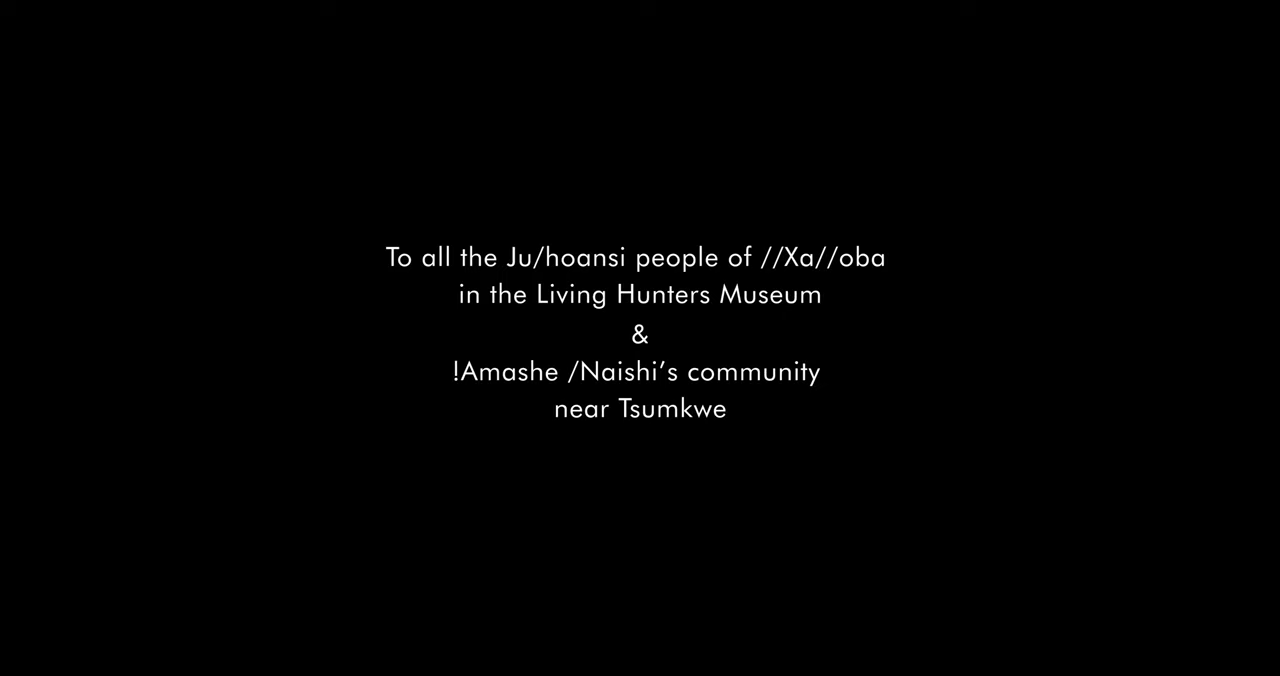 To all the Ju/hoansi people of //Xa//oba
in the Living Hunters Museum
&
!Amashe /Naishi’s community
near Tsumkwe